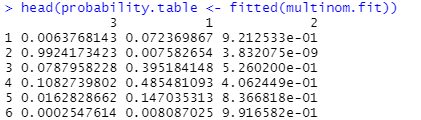 > head(probability.table <- fitted(multinom.fit))
3 1 2
1 0.0063768143 0.072369867 9.212533e-01
2 0.9924173423 0.007582654 3.832075e-09
3 0.0787958228 0.395184148 5.260200e-01
4 0.1082739802 0.485481093 4.062449e-01
5 0.0162828662 0.147035313 8.366818e-01
6 0.0002547614 0.008087025 9.916582e-01